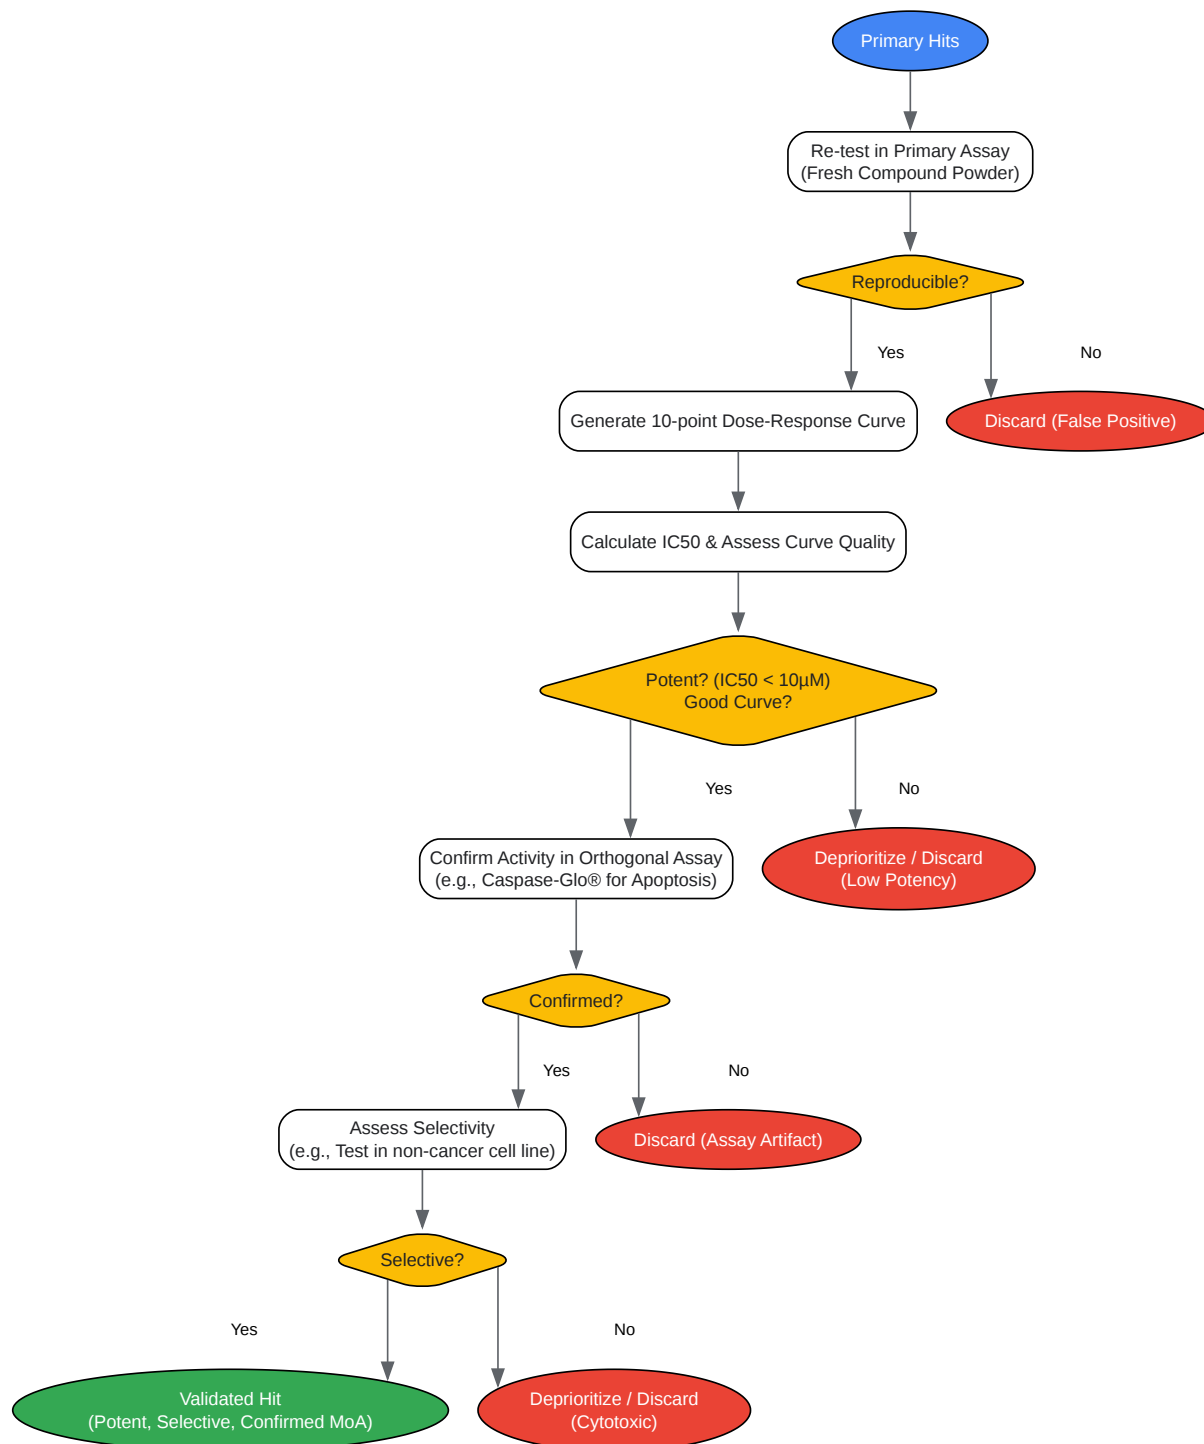 Primary Hits
Re-test in Primary Assay
(Fresh Compound Powder)
Reproducible?
Yes
No
Generate 10-point Dose-Response Curve
Discard (False Positive)
Calculate IC50 & Assess Curve Quality
Potent? (IC50 < 10µM)
Good Curve?
Yes
No
Confirm Activity in Orthogonal Assay
(e.g., Caspase-Glo® for Apoptosis)
Deprioritize / Discard
(Low Potency)
Confirmed?
Yes
No
Assess Selectivity
(e.g., Test in non-cancer cell line)
Discard (Assay Artifact)
Selective?
Yes
No
Validated Hit
(Potent, Selective, Confirmed MoA)
Deprioritize / Discard
(Cytotoxic)